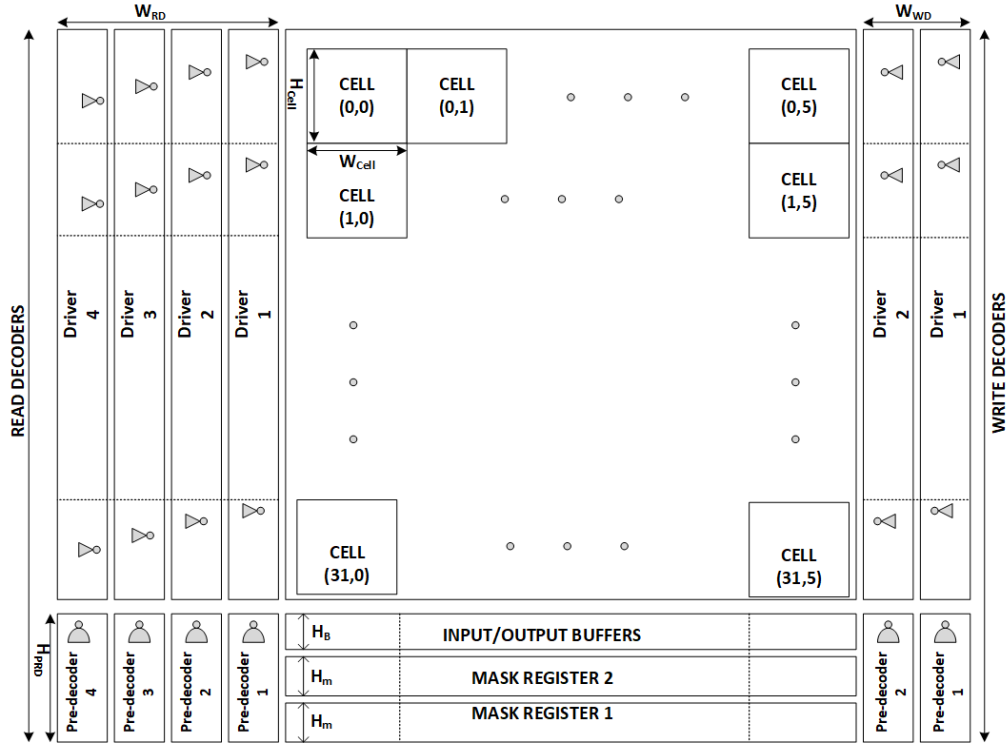 W_RD
W_WD
H_Cell
CELL
(0,0)
CELL
(0,1)
CELL
(0,5)
W_Cell
CELL
(1,0)
CELL
(1,5)
READ DECODERS
Driver
4
Driver
3
Driver
2
Driver
1
Driver
2
Driver
1
WRITE DECODERS
CELL
(31,0)
CELL
(31,5)
H_PRD
Pre-decoder
4
Pre-decoder
3
Pre-decoder
2
Pre-decoder
1
H_B
INPUT/OUTPUT BUFFERS
H_m
MASK REGISTER 2
H_m
MASK REGISTER 1
Pre-decoder
2
Pre-decoder
1